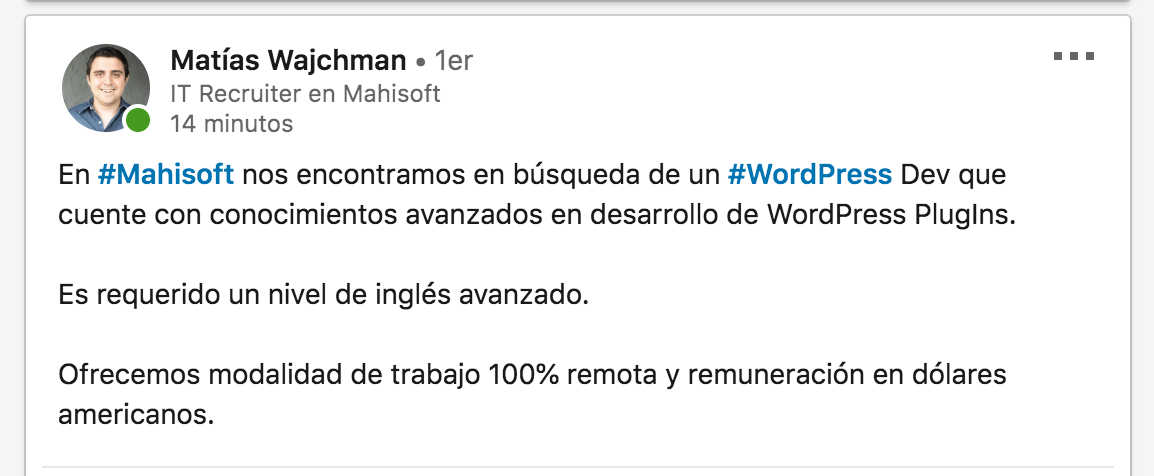 Matías Wajchman • 1er
IT Recruiter en Mahisoft
14 minutos
En #Mahisoft nos encontramos en búsqueda de un #WordPress Dev que
cuente con conocimientos avanzados en desarrollo de WordPress PlugIns.
Es requerido un nivel de inglés avanzado.
Ofrecemos modalidad de trabajo 100% remota y remuneración en dólares
americanos.